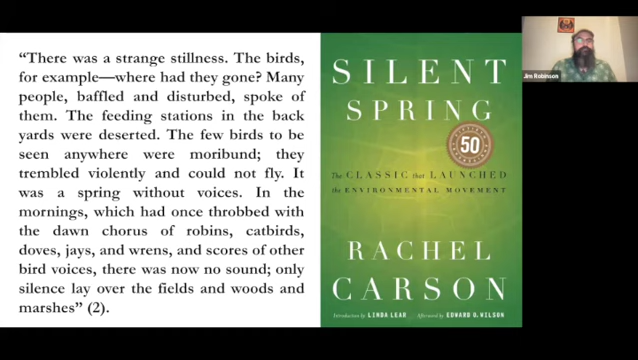 “There was a strange stillness. The birds,
for example—where had they gone? Many
people, baffled and disturbed, spoke of
them. The feeding stations in the back
yards were deserted. The few birds to be
seen anywhere were moribund; they
trembled violently and could not fly. It
was a spring without voices. In the
mornings, which had once throbbed with
the dawn chorus of robins, catbirds,
doves, jays, and wrens, and scores of other
bird voices, there was now no sound; only
silence lay over the fields and woods and
marshes” (2).
SILENT
SPRING
50
The CLASSIC that LAUNCHED
the ENVIRONMENTAL MOVEMENT
RACHEL
CARSON
Introduction by LINDA LEAR Afterword by EDWARD O. WILSON
Jim Robinson